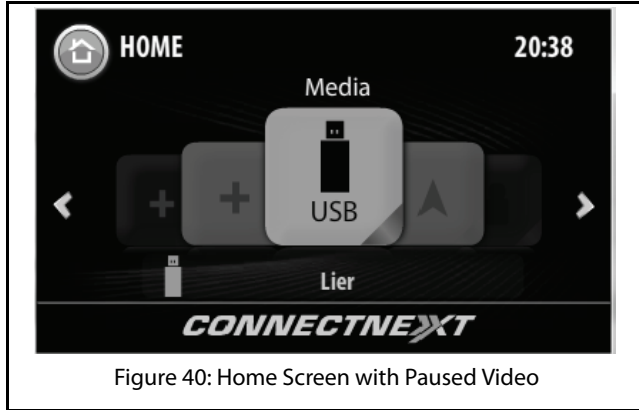 HOME 20:38
Media
USB
Lier
CONNECTNEXT
Figure 40: Home Screen with Paused Video